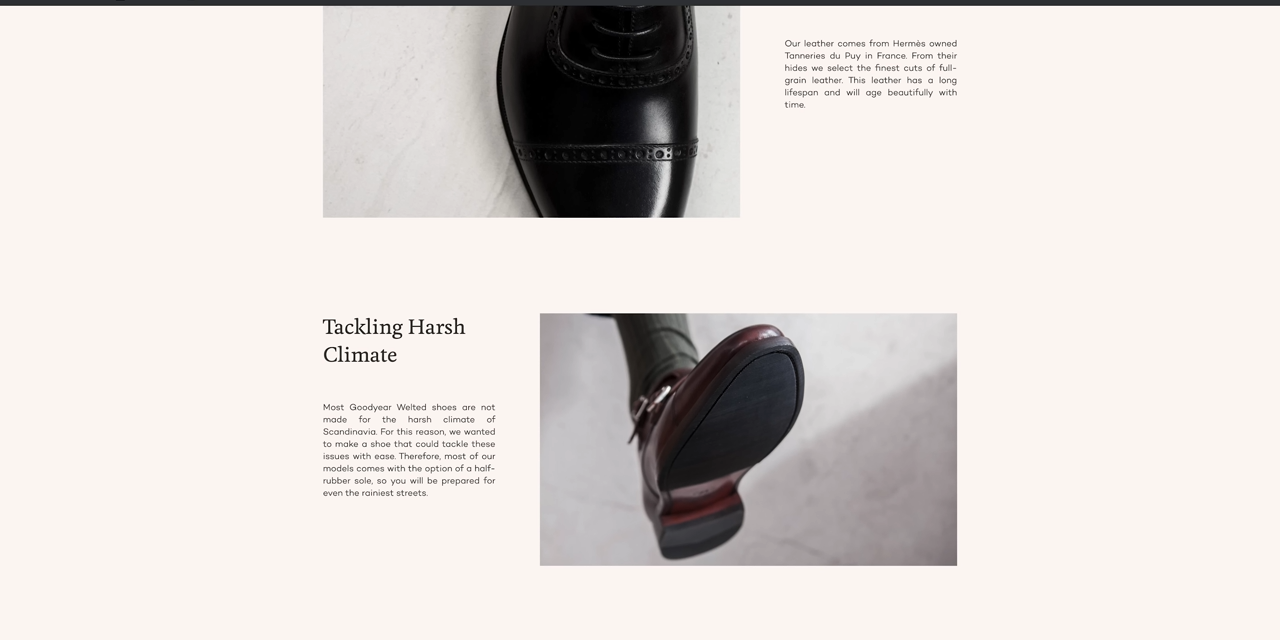 Our leather comes from Hermès owned
Tanneries du Puy in France. From their
hides we select the finest cuts of full-
grain leather. This leather has a long
lifespan and will age beautifully with
time.
Tackling Harsh
Climate
Most Goodyear Welted shoes are not
made for the harsh climate of
Scandinavia. For this reason, we wanted
to make a shoe that could tackle these
issues with ease. Therefore, most of our
models comes with the option of a half-
rubber sole, so you will be prepared for
even the rainiest streets.